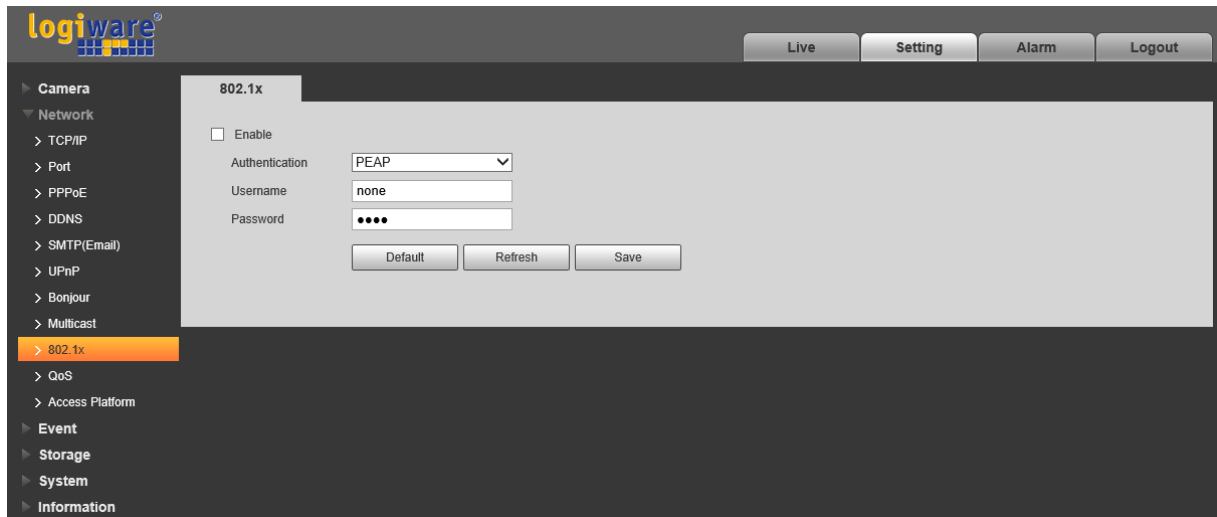 logiware®
Live Setting Alarm Logout
Camera
Network
TCP/IP
Port
PPPoE
DDNS
SMTP(Email)
UPnP
Bonjour
Multicast
802.1x
QoS
Access Platform
Event
Storage
System
Information
802.1x
Enable
Authentication PEAP
Username none
Password ••••
Default Refresh Save